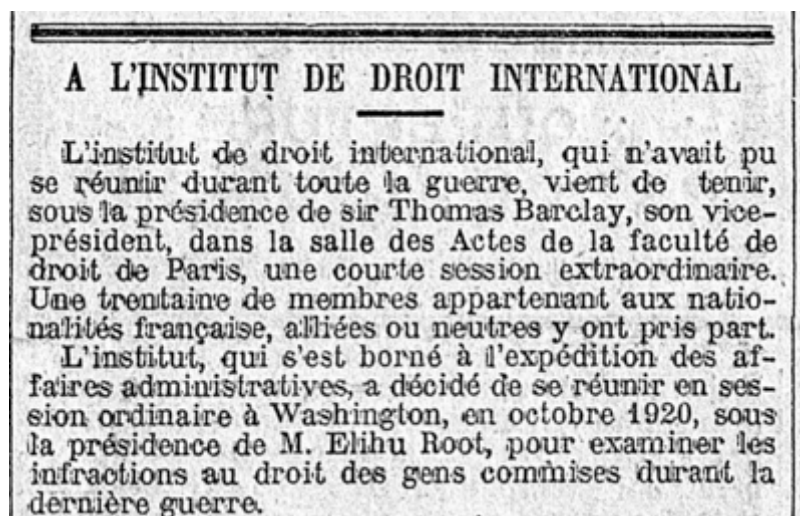 A L'INSTITUT DE DROIT INTERNATIONAL
L'institut de droit international, qui n'avait pu
se réunir durant toute la guerre, vient de tenir,
sous la présidence de sir Thomas Barclay, son vice-
président, dans la salle des Actes de la faculté de
droit de Paris, une courte session extraordinaire.
Une trentaine de membres appartenant aux natio-
nalités française, alliées ou neutres y ont pris part.
L'institut, qui s'est borné à l'expédition des af-
faires administratives, a décidé de se réunir en ses-
sion ordinaire à Washington, en octobre 1920, sous
la présidence de M. Elihu Root, pour examiner les
infractions au droit des gens commises durant la
dernière guerre.